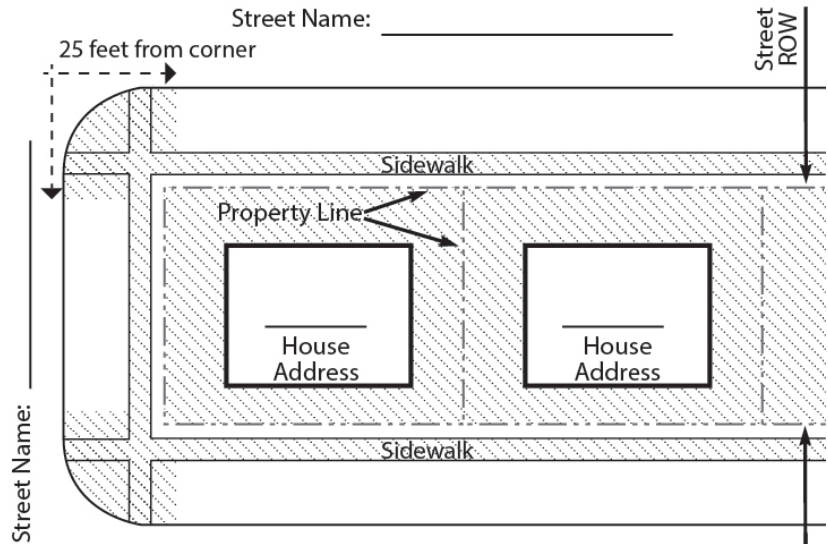 Street Name:
25 feet from corner
Street
ROW
Sidewalk
Property Line
House
Address
House
Address
Sidewalk
Street Name: